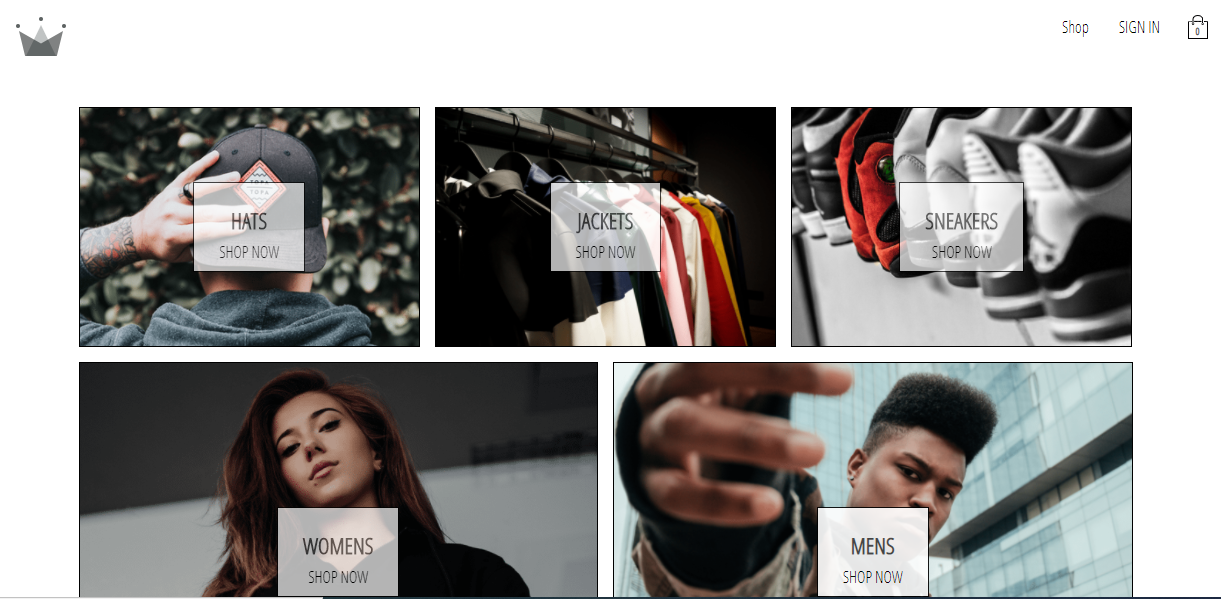 Shop
SIGN IN
0
HATS
SHOP NOW
JACKETS
SHOP NOW
SNEAKERS
SHOP NOW
WOMENS
SHOP NOW
MENS
SHOP NOW